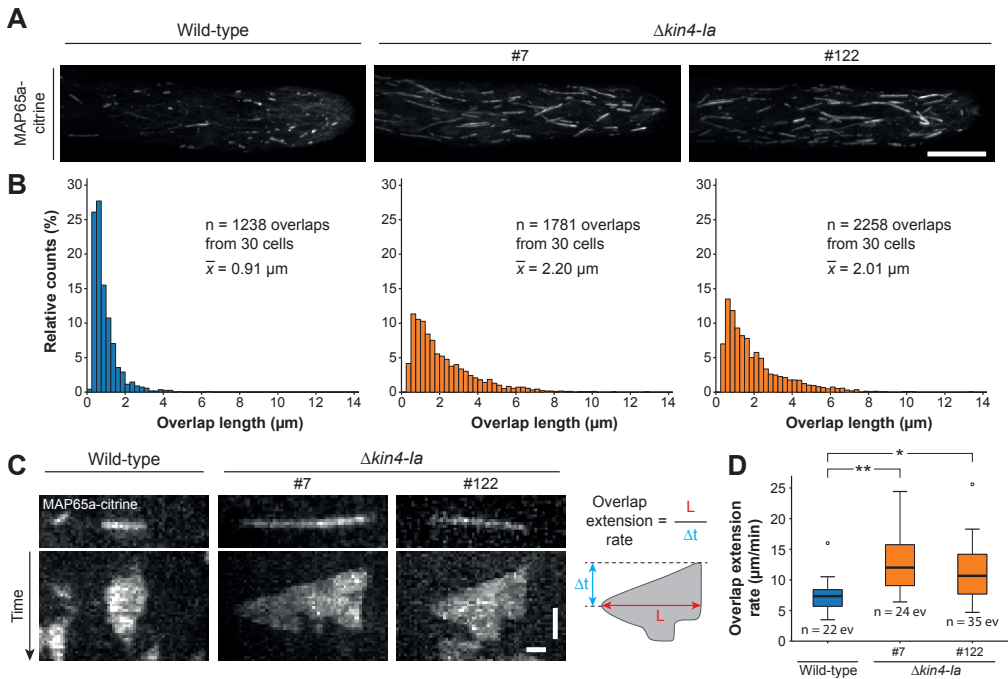 A
Wild-type
Δkin4-Ia
#7
#122
MAP65a-
citrine
B
Relative counts (%)
30
25
20
15
10
5
0
n = 1238 overlaps
from 30 cells
x̅ = 0.91 µm
0 2 4 6 8 10 12 14
Overlap length (µm)
30
25
20
15
10
5
0
n = 1781 overlaps
from 30 cells
x̅ = 2.20 µm
0 2 4 6 8 10 12 14
Overlap length (µm)
30
25
20
15
10
5
0
n = 2258 overlaps
from 30 cells
x̅ = 2.01 µm
0 2 4 6 8 10 12 14
Overlap length (µm)
C
Wild-type
Δkin4-Ia
#7
#122
MAP65a-citrine
Time
Overlap
extension
rate
= L
Δt
Δt
L
D
Overlap extension
rate (µm/min)
25
20
15
10
5
0
**
*
n = 22 ev
n = 24 ev
n = 35 ev
#7
#122
Wild-type
Δkin4-Ia